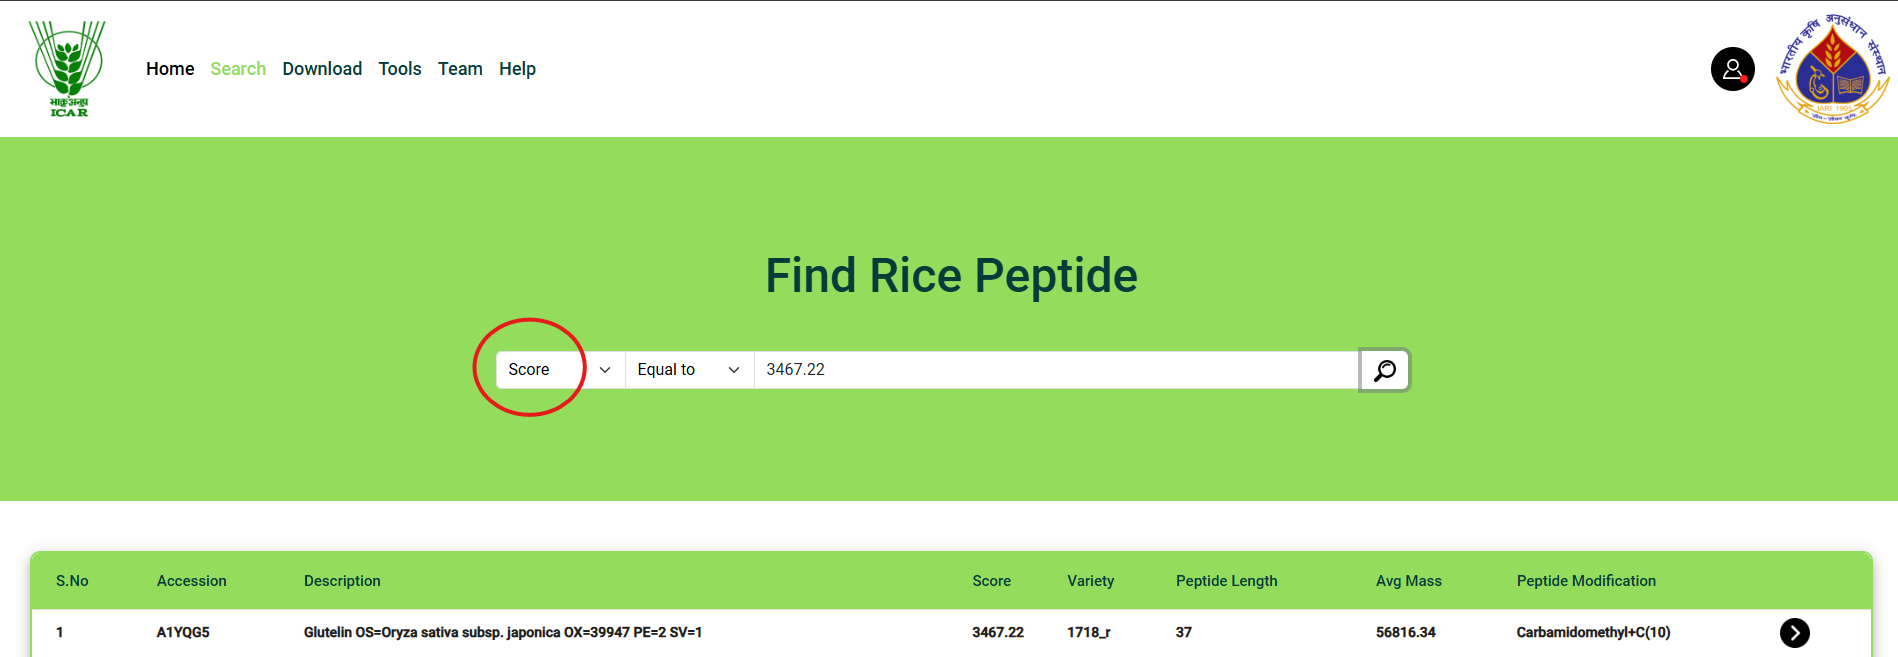 भाकृअनुप
ICAR
Home Search Download Tools Team Help
भारतीय कृषि अनुसंधान संस्थान
IARI 1905
Find Rice Peptide
Score Equal to 3467.22
S.No Accession Description Score Variety Peptide Length Avg Mass Peptide Modification
1 A1YQG5 Glutelin OS=Oryza sativa subsp. japonica OX=39947 PE=2 SV=1 3467.22 1718_r 37 56816.34 Carbamidomethyl+C(10)